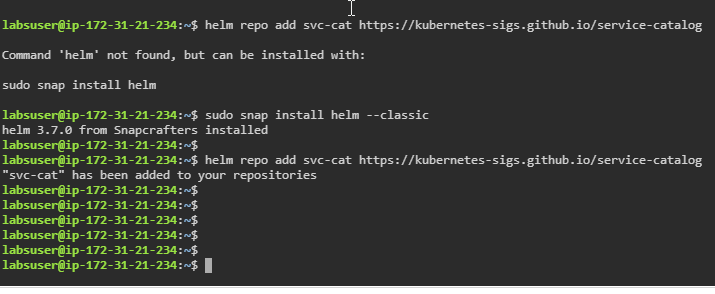 labsuser@ip-172-31-21-234:~$ helm repo add svc-cat https://kubernetes-sigs.github.io/service-catalog
Command 'helm' not found, but can be installed with:
sudo snap install helm
labsuser@ip-172-31-21-234:~$ sudo snap install helm --classic
helm 3.7.0 from Snapcrafters installed
labsuser@ip-172-31-21-234:~$
labsuser@ip-172-31-21-234:~$ helm repo add svc-cat https://kubernetes-sigs.github.io/service-catalog
"svc-cat" has been added to your repositories
labsuser@ip-172-31-21-234:~$
labsuser@ip-172-31-21-234:~$
labsuser@ip-172-31-21-234:~$
labsuser@ip-172-31-21-234:~$
labsuser@ip-172-31-21-234:~$
labsuser@ip-172-31-21-234:~$